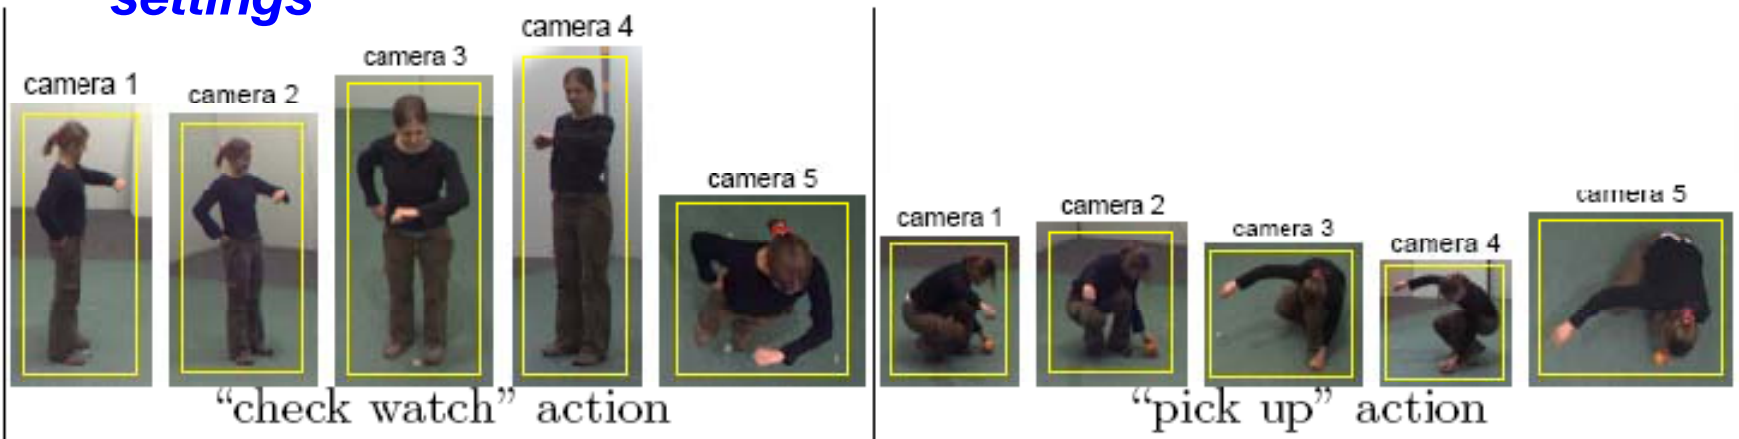 settings
camera 1
camera 2
camera 3
camera 4
camera 5
"check watch" action
camera 1
camera 2
camera 3
camera 4
camera 5
"pick up" action